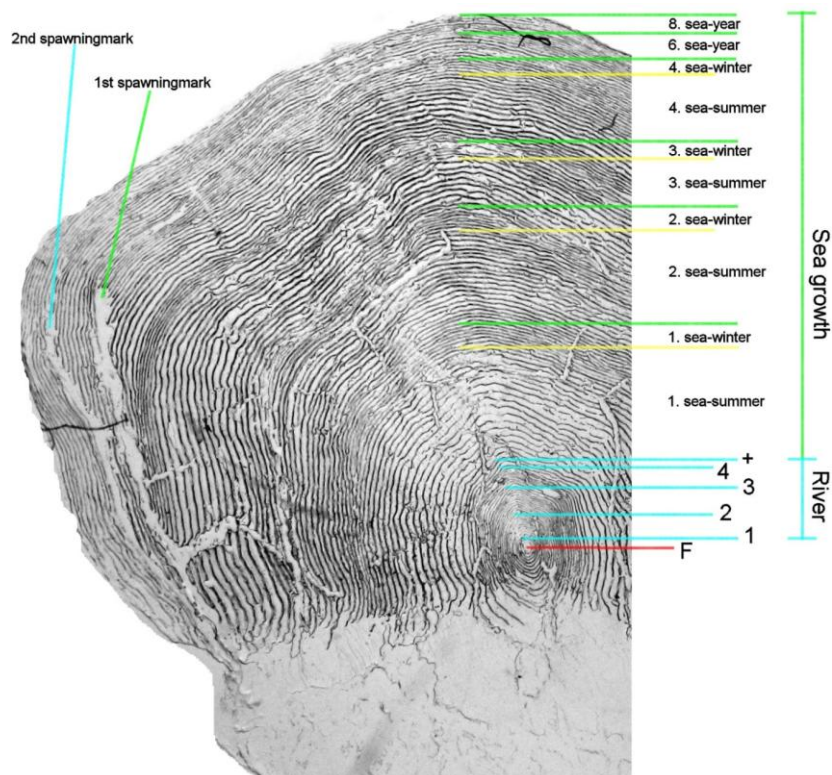 2nd spawningmark
1st spawningmark
8. sea-year
6. sea-year
4. sea-winter
4. sea-summer
3. sea-winter
3. sea-summer
2. sea-winter
2. sea-summer
1. sea-winter
1. sea-summer
+
4
3
2
1
F
Sea growth
River